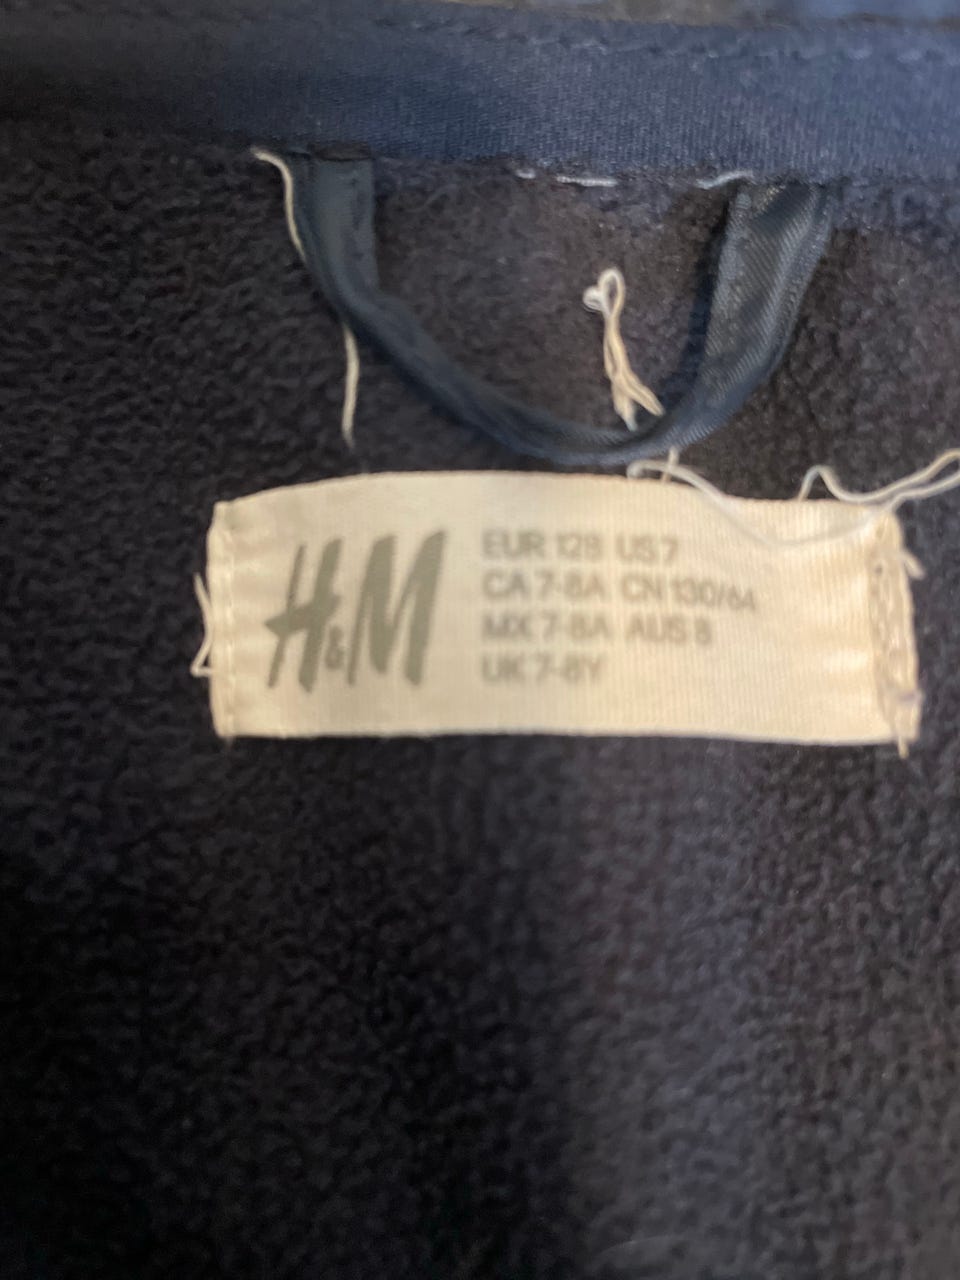 H&M
EUR 128 US 7
CA 7-8A CN 130/64
MX 7-8A AUS 8
UK 7-8Y